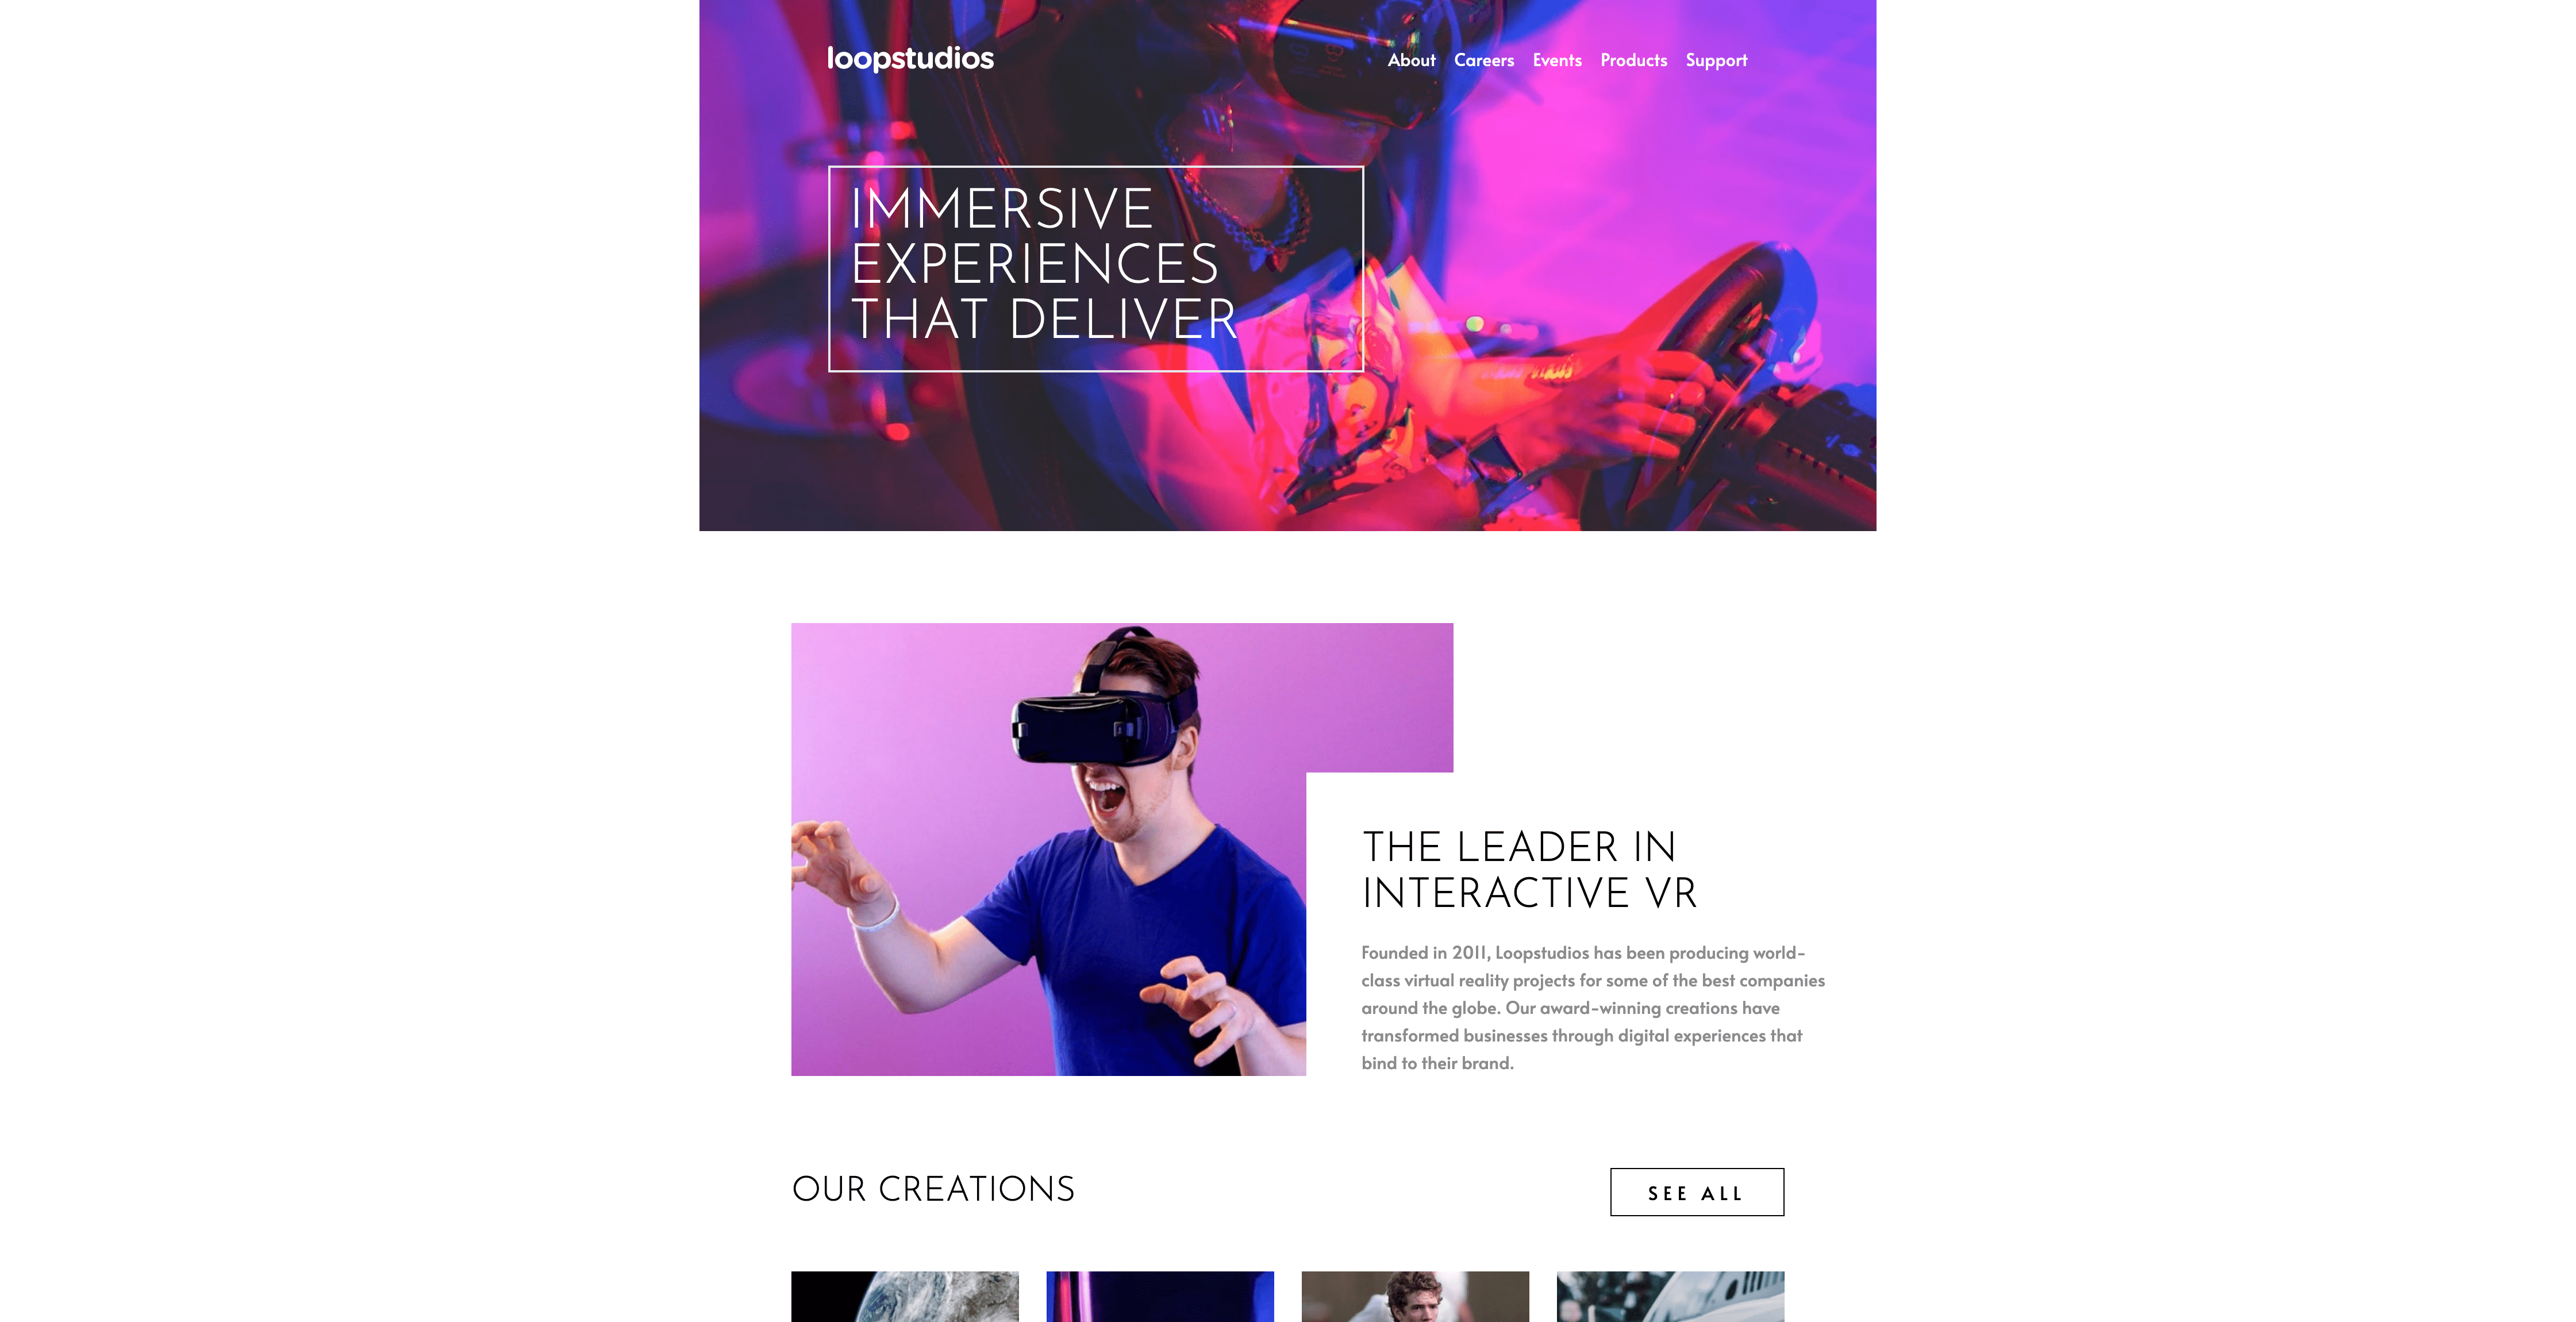 loopstudios
About Careers Events Products Support
IMMERSIVE
EXPERIENCES
THAT DELIVER
THE LEADER IN
INTERACTIVE VR
Founded in 2011, Loopstudios has been producing world-
class virtual reality projects for some of the best companies
around the globe. Our award-winning creations have
transformed businesses through digital experiences that
bind to their brand.
OUR CREATIONS
SEE ALL